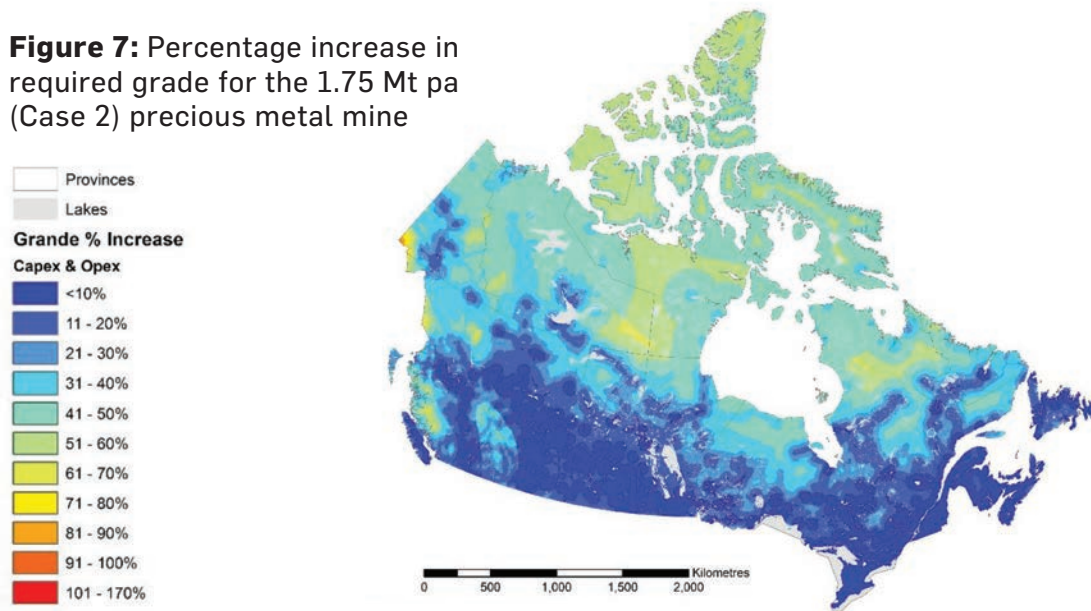 Figure 7: Percentage increase in
required grade for the 1.75 Mt pa
(Case 2) precious metal mine
Provinces
Lakes
Grande % Increase
Capex & Opex
<10%
11 - 20%
21 - 30%
31 - 40%
41 - 50%
51 - 60%
61 - 70%
71 - 80%
81 - 90%
91 - 100%
101 - 170%
Kilometres
0 500 1,000 1,500 2,000